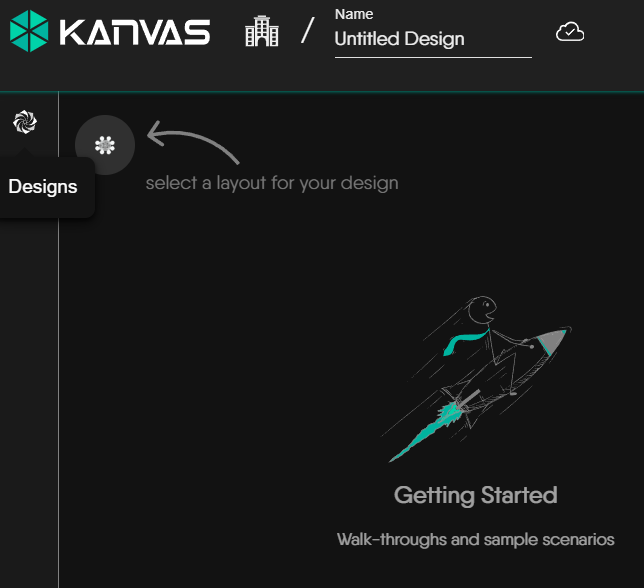 KANVAS
/
Name
Untitled Design
Designs
select a layout for your design
Getting Started
Walk-throughs and sample scenarios